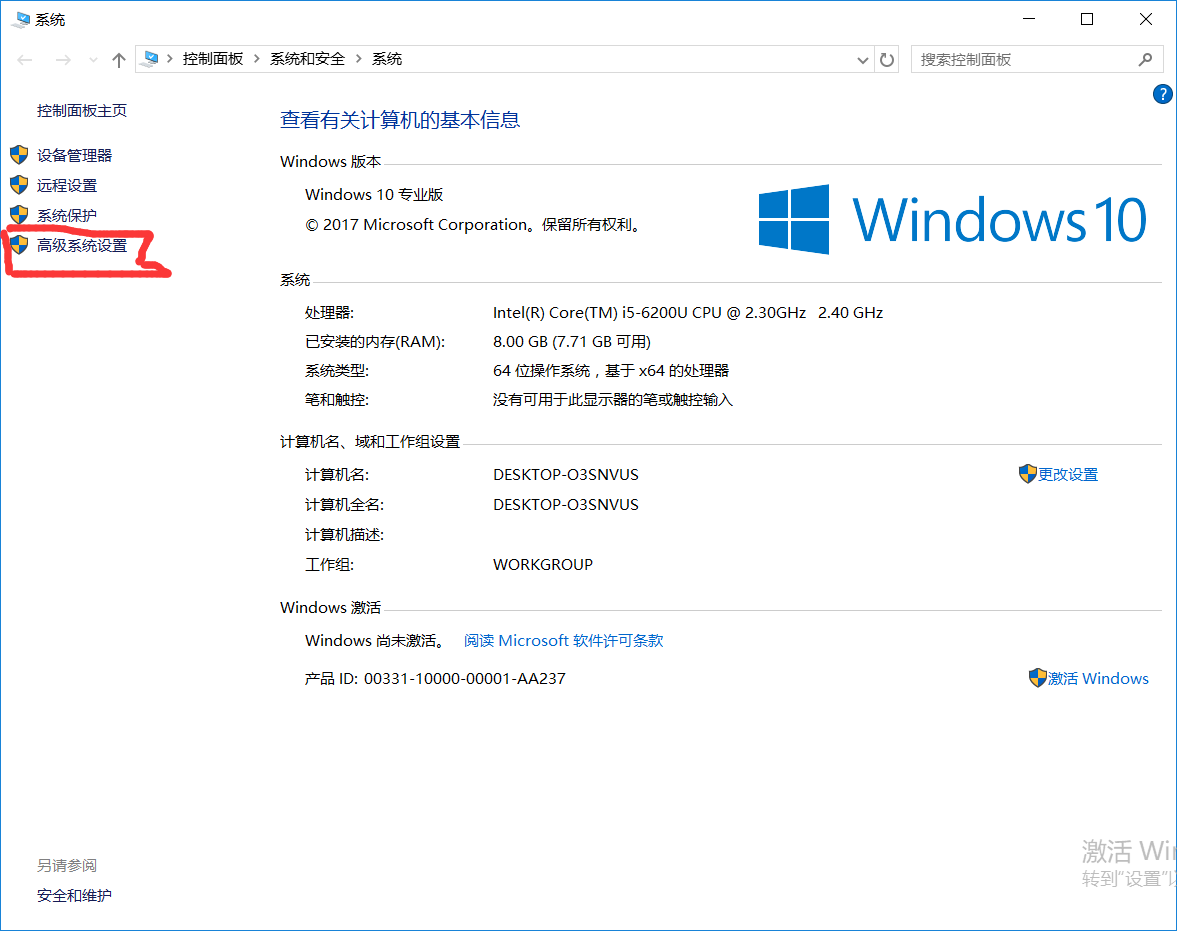 系统
控制面板 系统和安全 系统
搜索控制面板
?
控制面板主页
设备管理器
远程设置
系统保护
高级系统设置
查看有关计算机的基本信息
Windows 版本
Windows 10 专业版
© 2017 Microsoft Corporation。保留所有权利。
Windows 10
系统
处理器: Intel(R) Core(TM) i5-6200U CPU @ 2.30GHz 2.40 GHz
已安装的内存(RAM): 8.00 GB (7.71 GB 可用)
系统类型: 64 位操作系统，基于 x64 的处理器
笔和触控: 没有可用于此显示器的笔或触控输入
计算机名、域和工作组设置
计算机名: DESKTOP-O3SNVUS 更改设置
计算机全名: DESKTOP-O3SNVUS
计算机描述:
工作组: WORKGROUP
Windows 激活
Windows 尚未激活。 阅读 Microsoft 软件许可条款
产品 ID: 00331-10000-00001-AA237 激活 Windows
另请参阅
安全和维护
激活 Win
转到"设置"